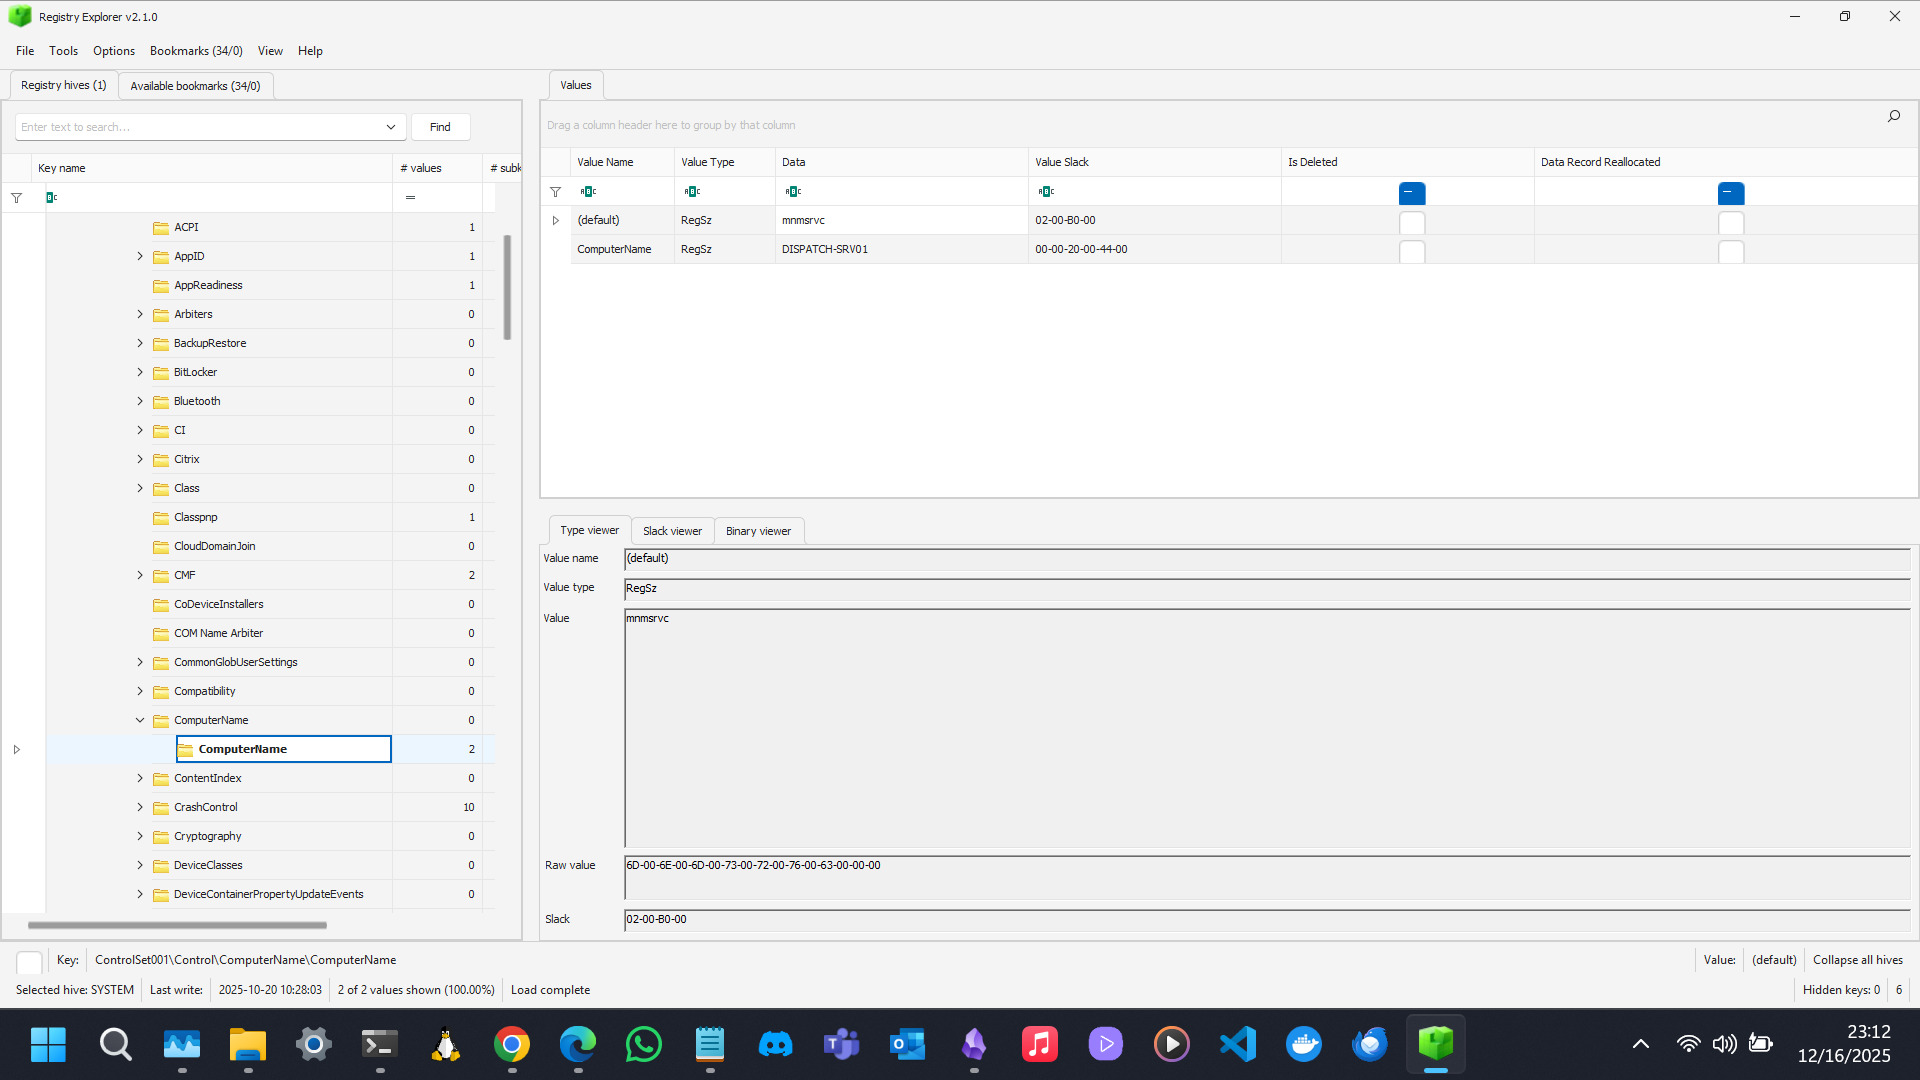 Registry Explorer v2.1.0
File Tools Options Bookmarks (34/0) View Help
Registry hives (1) Available bookmarks (34/0)
Enter text to search... Find
Key name # values # subk
=
ACPI 1
AppID 1
AppReadiness 1
Arbiters 0
BackupRestore 0
BitLocker 0
Bluetooth 0
CI 0
Citrix 0
Class 0
Classpnp 1
CloudDomainJoin 0
CMF 2
CoDeviceInstallers 0
COM Name Arbiter 0
CommonGlobUserSettings 0
Compatibility 0
ComputerName 0
ComputerName 2
ContentIndex 0
CrashControl 10
Cryptography 0
DeviceClasses 0
DeviceContainerPropertyUpdateEvents 0
Values
Drag a column header here to group by that column
Value Name Value Type Data Value Slack Is Deleted Data Record Reallocated
(default) RegSz mnmsrvc 02-00-B0-00
ComputerName RegSz DISPATCH-SRV01 00-00-20-00-44-00
Type viewer Slack viewer Binary viewer
Value name (default)
Value type RegSz
Value mnmsrvc
Raw value 6D-00-6E-00-6D-00-73-00-72-00-76-00-63-00-00-00
Slack 02-00-B0-00
Key: ControlSet001\Control\ComputerName\ComputerName Value: (default) Collapse all hives
Selected hive: SYSTEM Last write: 2025-10-20 10:28:03 2 of 2 values shown (100.00%) Load complete Hidden keys: 0 6
23:12
12/16/2025